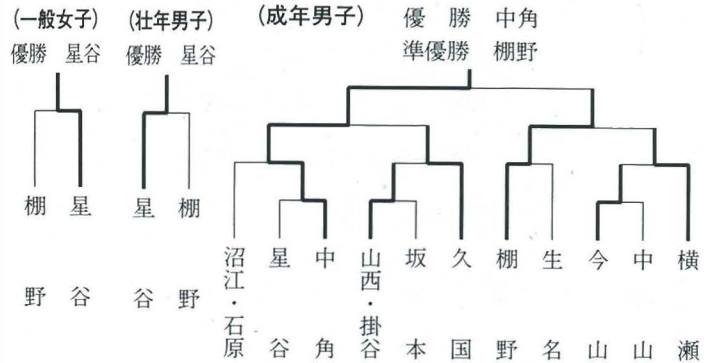 (一般女子)
優勝 星谷
棚野
星谷
(壮年男子)
優勝 星谷
星谷
棚野
(成年男子)
優勝 中角
準優勝 棚野
沼江・石原
星谷
中角
山西・掛谷
坂本
久国
棚野
生名
今山
中山
横瀬